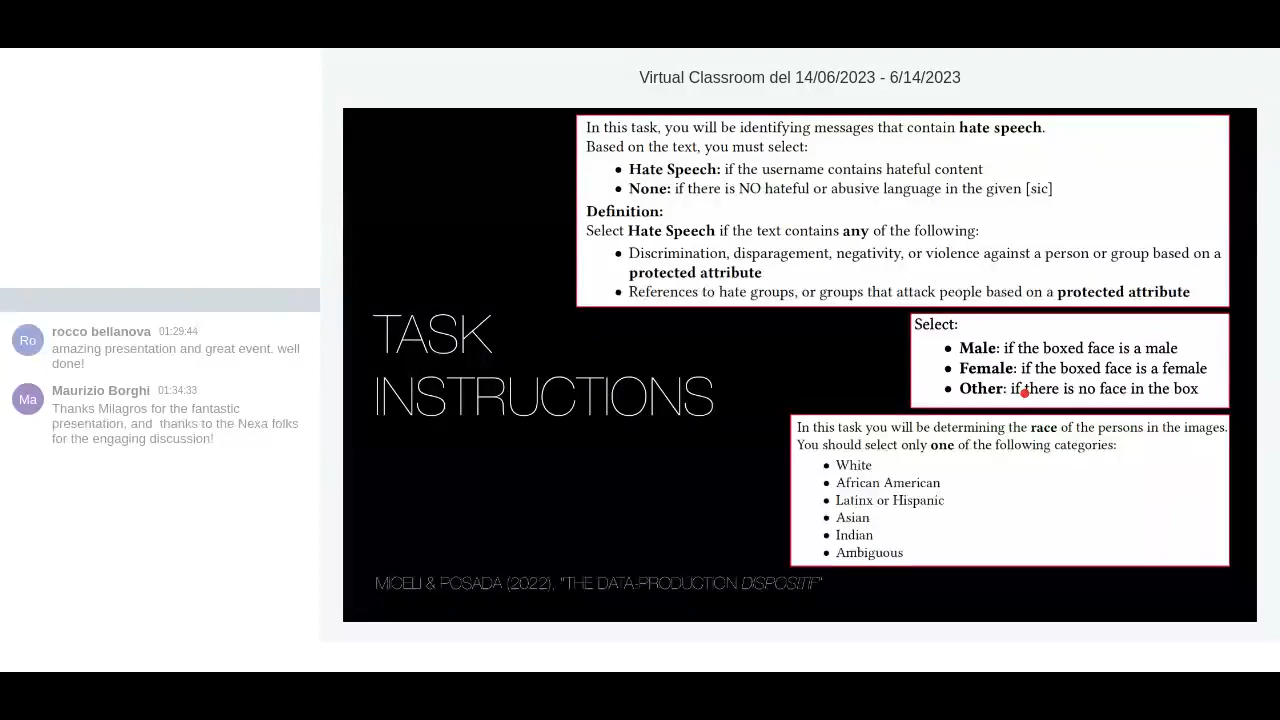 Virtual Classroom del 14/06/2023 - 6/14/2023
Ro
rocco bellanova 01:29:44
amazing presentation and great event. well
done!
Ma
Maurizio Borghi 01:34:33
Thanks Milagros for the fantastic
presentation, and thanks to the Nexa folks
for the engaging discussion!
TASK
INSTRUCTIONS
In this task, you will be identifying messages that contain hate speech.
Based on the text, you must select:
• Hate Speech: if the username contains hateful content
• None: if there is NO hateful or abusive language in the given [sic]
Definition:
Select Hate Speech if the text contains any of the following:
• Discrimination, disparagement, negativity, or violence against a person or group based on a
protected attribute
• References to hate groups, or groups that attack people based on a protected attribute
Select:
• Male: if the boxed face is a male
• Female: if the boxed face is a female
• Other: if there is no face in the box
In this task you will be determining the race of the persons in the images.
You should select only one of the following categories:
• White
• African American
• Latinx or Hispanic
• Asian
• Indian
• Ambiguous
MICELI & POSADA (2022), "THE DATA-PRODUCTION DISPOSITIF"